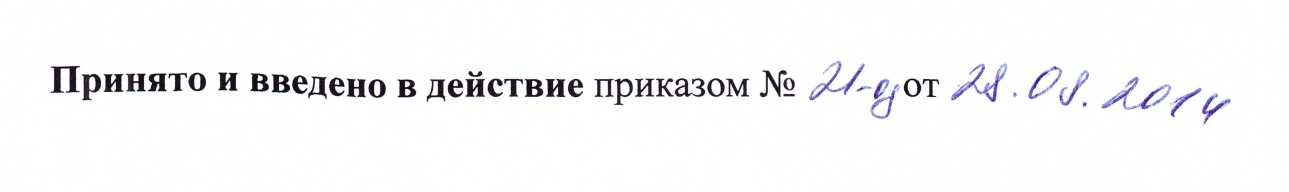 Принято и введено в действие приказом № 21-д от 28.08.2014